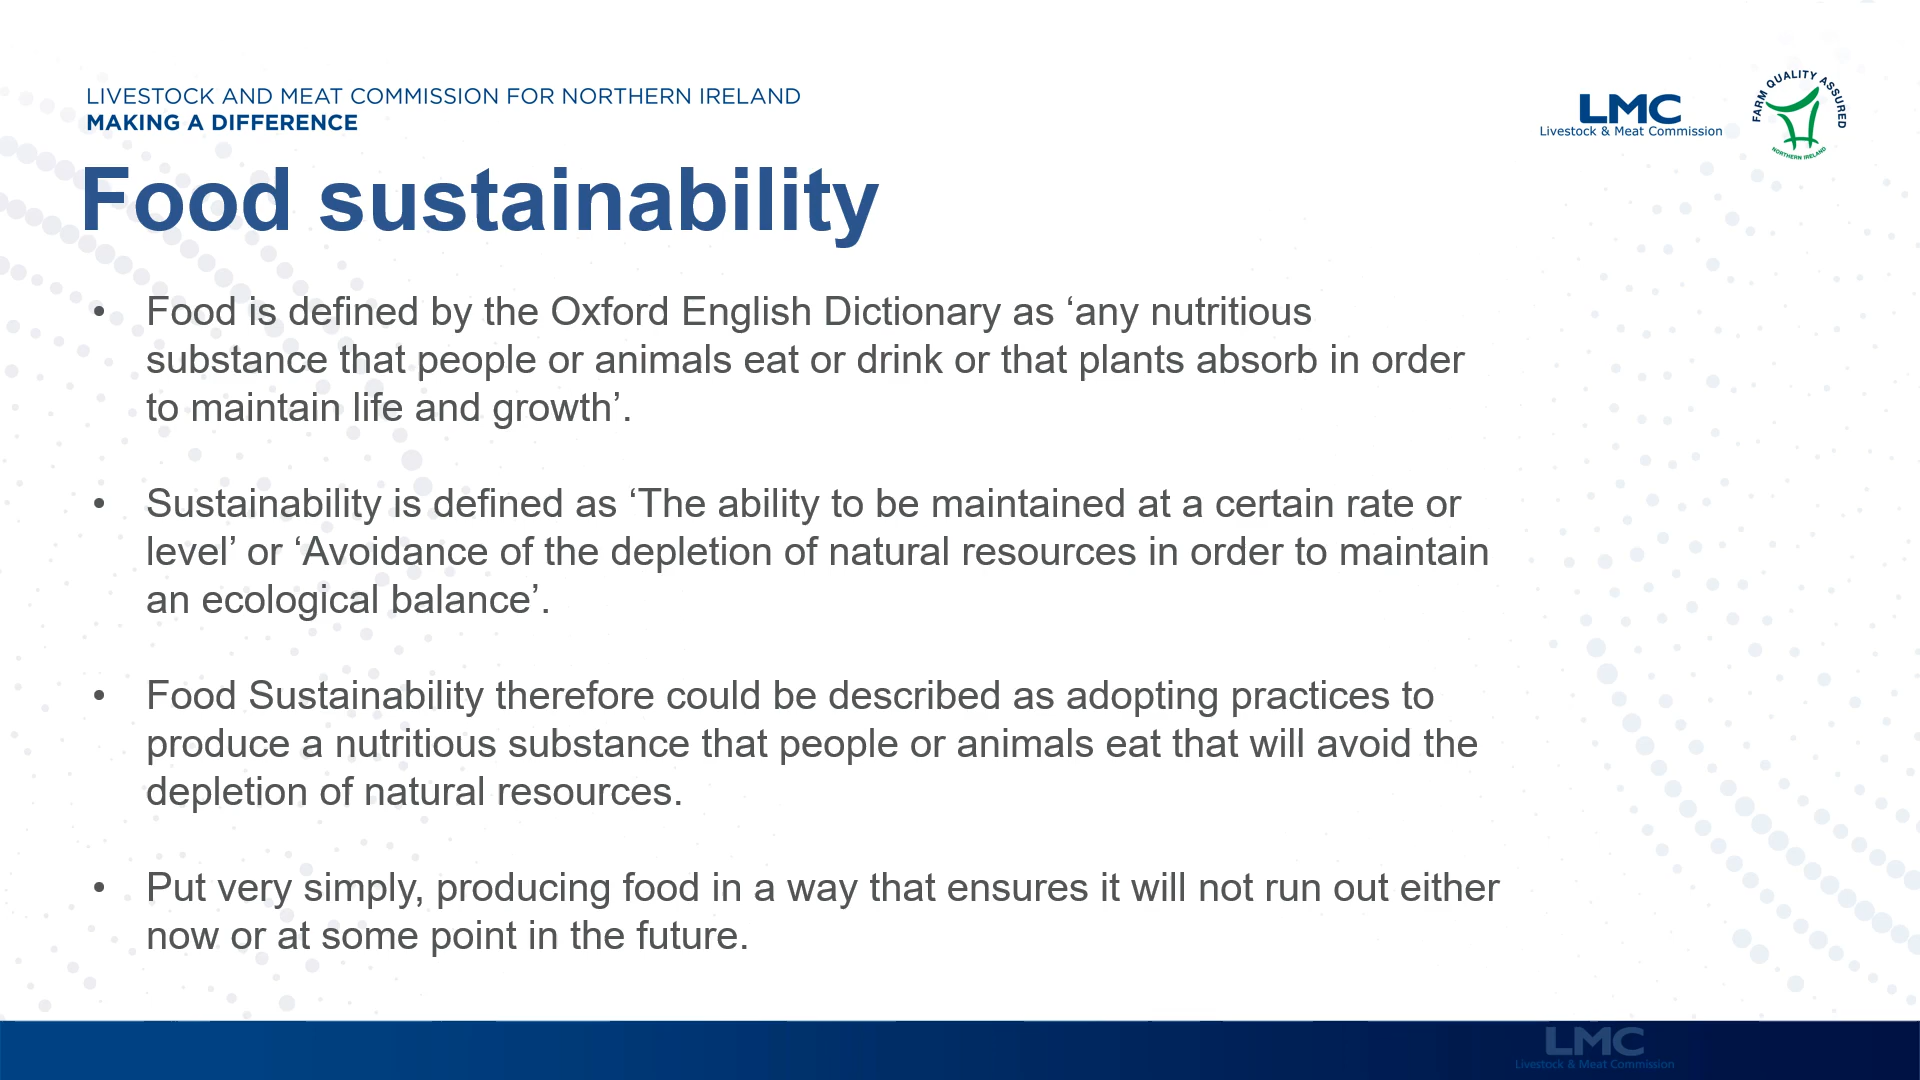 LIVESTOCK AND MEAT COMMISSION FOR NORTHERN IRELAND
MAKING A DIFFERENCE
LMC
Livestock & Meat Commission
FARM QUALITY ASSURED
NORTHERN IRELAND
Food sustainability
• Food is defined by the Oxford English Dictionary as ‘any nutritious
substance that people or animals eat or drink or that plants absorb in order
to maintain life and growth’.
• Sustainability is defined as ‘The ability to be maintained at a certain rate or
level’ or ‘Avoidance of the depletion of natural resources in order to maintain
an ecological balance’.
• Food Sustainability therefore could be described as adopting practices to
produce a nutritious substance that people or animals eat that will avoid the
depletion of natural resources.
• Put very simply, producing food in a way that ensures it will not run out either
now or at some point in the future.
LMC
Livestock & Meat Commission